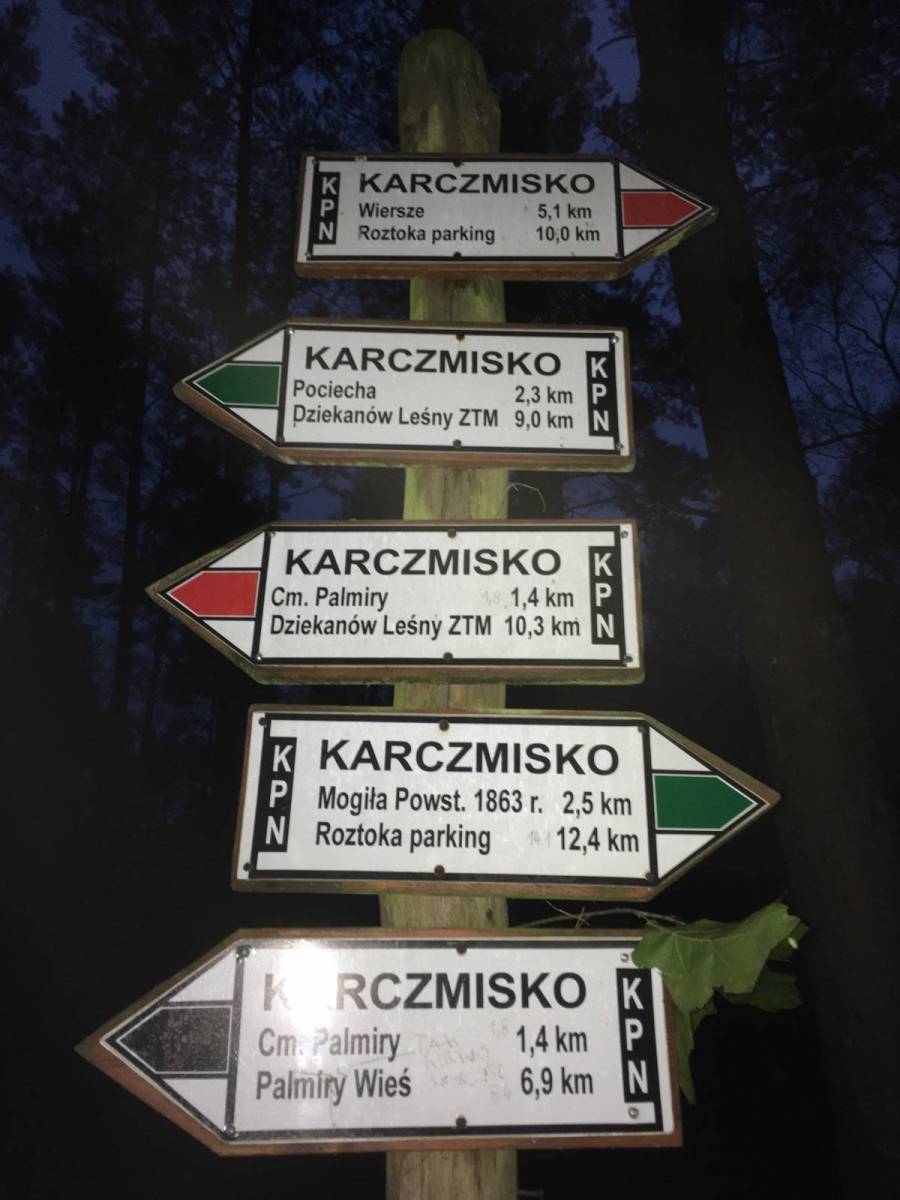 KPN
KARCZMISKO
Wiersze 5,1 km
Roztoka parking 10,0 km
KARCZMISKO
Pociecha 2,3 km
Dziekanów Leśny ZTM 9,0 km
KPN
KARCZMISKO
Cm. Palmiry 1,4 km
Dziekanów Leśny ZTM 10,3 km
KPN
KPN
KARCZMISKO
Mogiła Powst. 1863 r. 2,5 km
Roztoka parking 12,4 km
KARCZMISKO
Cm. Palmiry 1,4 km
Palmiry Wieś 6,9 km
KPN